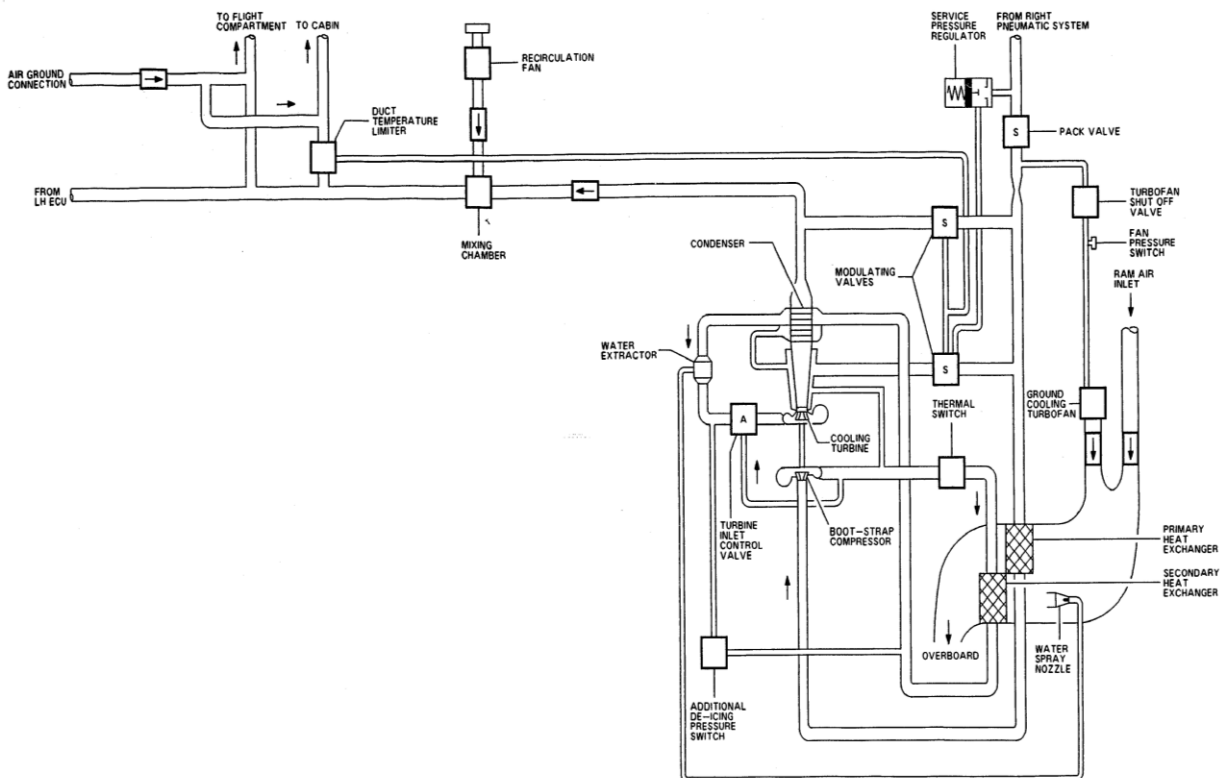 TO FLIGHT
COMPARTMENT
TO CABIN
SERVICE
PRESSURE
REGULATOR
FROM RIGHT
PNEUMATIC SYSTEM
AIR GROUND
CONNECTION
RECIRCULATION
FAN
DUCT
TEMPERATURE
LIMITER
S
PACK VALVE
FROM
LH ECU
MIXING
CHAMBER
TURBOFAN
SHUT OFF
VALVE
S
CONDENSER
MODULATING
VALVES
FAN
PRESSURE
SWITCH
RAM AIR
INLET
WATER
EXTRACTOR
S
THERMAL
SWITCH
GROUND
COOLING
TURBOFAN
A
COOLING
TURBINE
TURBINE
INLET
CONTROL
VALVE
BOOT-STRAP
COMPRESSOR
PRIMARY
HEAT
EXCHANGER
SECONDARY
HEAT
EXCHANGER
OVERBOARD
WATER
SPRAY
NOZZLE
ADDITIONAL
DE-ICING
PRESSURE
SWITCH